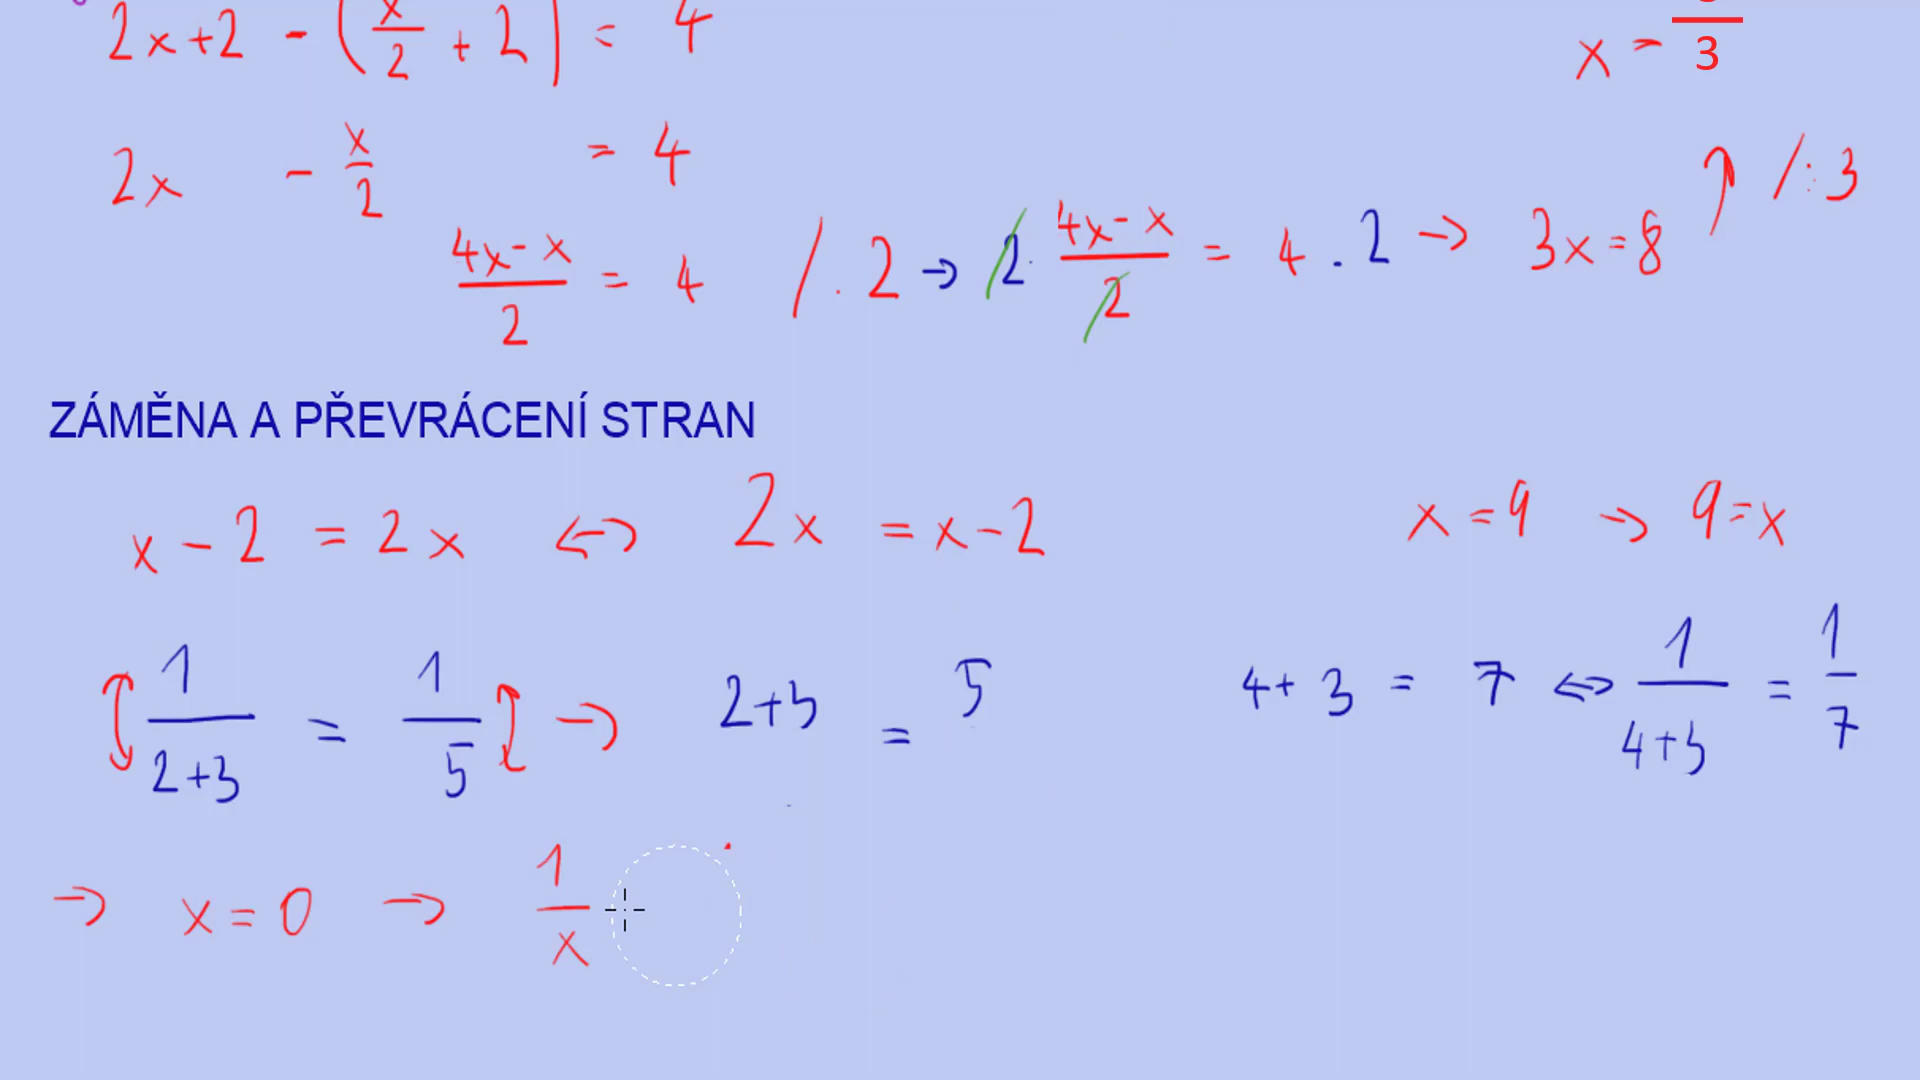 2x+2 - (x/2 + 2) = 4
x = /3
2x - x/2 = 4
/:3
(4x-x)/2 = 4 /.2 → 2. (4x-x)/2 = 4.2 → 3x=8
ZÁMĚNA A PŘEVRÁCENÍ STRAN
x-2 = 2x ↔ 2x = x-2
x=9 → 9=x
1/(2+3) = 1/5 → 2+3 = 5
4+3 = 7 ↔ 1/(4+3) = 1/7
→ x=0 → 1/x